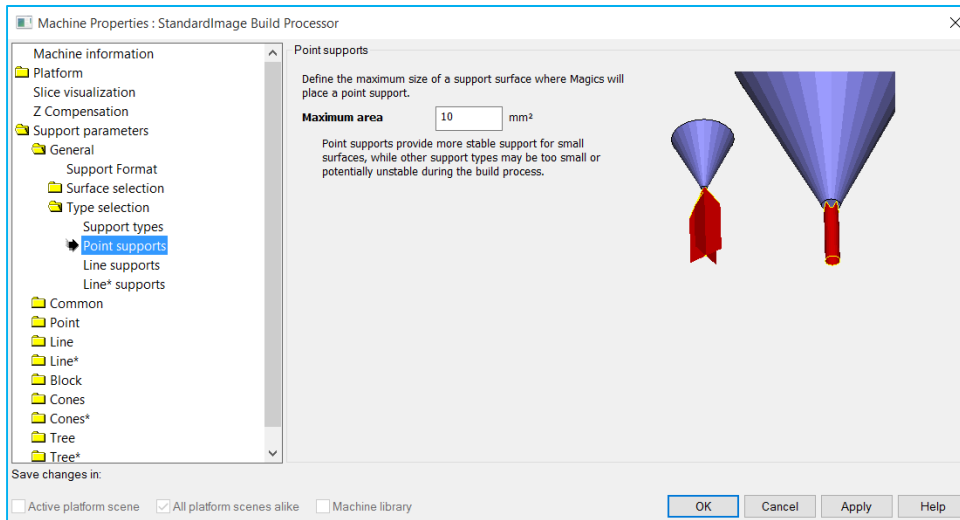 Machine Properties : StandardImage Build Processor
Machine information
Platform
Slice visualization
Z Compensation
Support parameters
General
Support Format
Surface selection
Type selection
Support types
Point supports
Line supports
Line* supports
Common
Point
Line
Line*
Block
Cones
Cones*
Tree
Tree*
Point supports
Define the maximum size of a support surface where Magics will
place a point support.
Maximum area 10 mm²
Point supports provide more stable support for small
surfaces, while other support types may be too small or
potentially unstable during the build process.
Save changes in:
Active platform scene All platform scenes alike Machine library
OK Cancel Apply Help